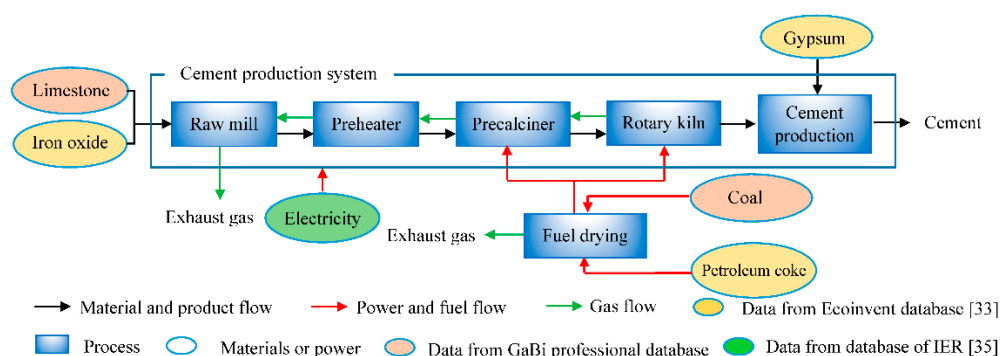 Gypsum
Cement production system
Limestone
Iron oxide
Raw mill
Preheater
Precalciner
Rotary kiln
Cement
production
Cement
Exhaust gas
Electricity
Coal
Exhaust gas
Fuel drying
Petroleum coke
Material and product flow
Power and fuel flow
Gas flow
Data from Ecoinvent database [33]
Process
Materials or power
Data from GaBi professional database
Data from database of IER [35]